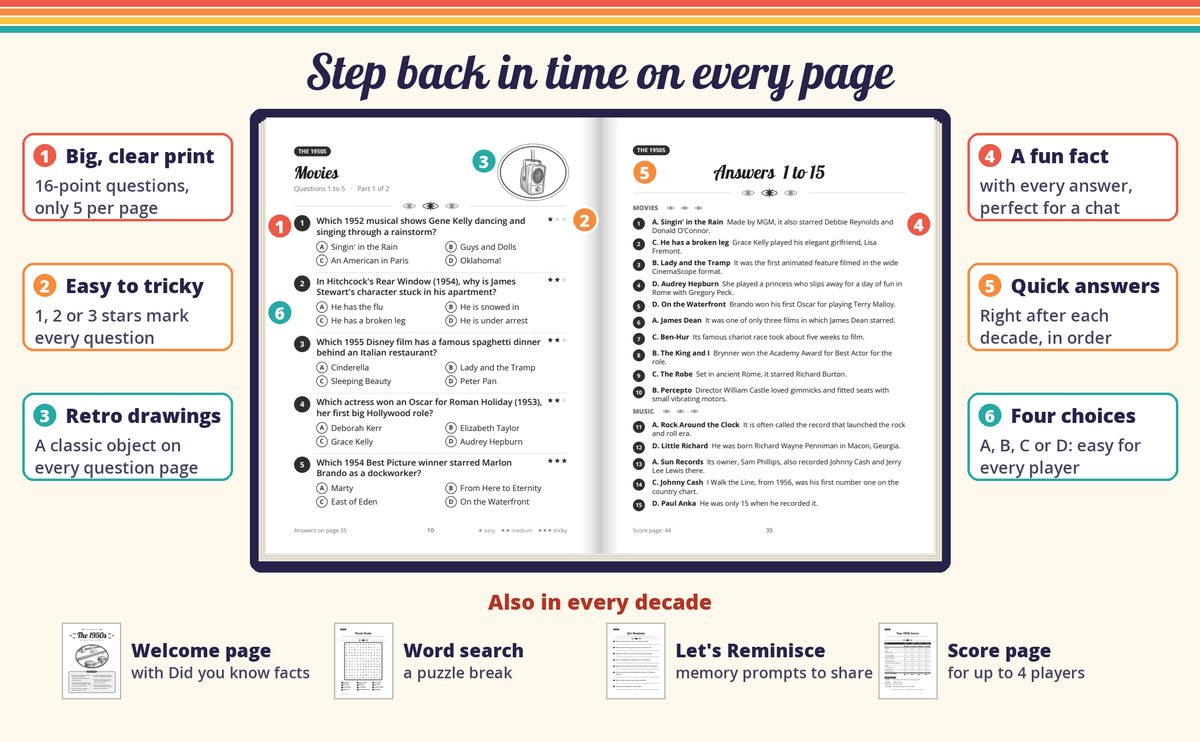 Step back in time on every page
1 Big, clear print
16-point questions,
only 5 per page
2 Easy to tricky
1, 2 or 3 stars mark
every question
3 Retro drawings
A classic object on
every question page
THE 1950S
Movies
Questions 1 to 5 · Part 1 of 2
3
1
2
6
1 Which 1952 musical shows Gene Kelly dancing and ★★★
singing through a rainstorm?
A Singin' in the Rain B Guys and Dolls
C An American in Paris D Oklahoma!
2 In Hitchcock's Rear Window (1954), why is James ★★★
Stewart's character stuck in his apartment?
A He has the flu B He is snowed in
C He has a broken leg D He is under arrest
3 Which 1955 Disney film has a famous spaghetti dinner ★★★
behind an Italian restaurant?
A Cinderella B Lady and the Tramp
C Sleeping Beauty D Peter Pan
4 Which actress won an Oscar for Roman Holiday (1953), ★★★
her first big Hollywood role?
A Deborah Kerr B Elizabeth Taylor
C Grace Kelly D Audrey Hepburn
5 Which 1954 Best Picture winner starred Marlon ★★★
Brando as a dockworker?
A Marty B From Here to Eternity
C East of Eden D On the Waterfront
Answers on page 35 10 ★ easy ★★ medium ★★★ tricky
THE 1950S
5 Answers 1 to 15
4
MOVIES
1 A. Singin' in the Rain Made by MGM, it also starred Debbie Reynolds and
Donald O'Connor.
2 C. He has a broken leg Grace Kelly played his elegant girlfriend, Lisa
Fremont.
3 B. Lady and the Tramp It was the first animated feature filmed in the wide
CinemaScope format.
4 D. Audrey Hepburn She played a princess who slips away for a day of fun in
Rome with Gregory Peck.
5 D. On the Waterfront Brando won his first Oscar for playing Terry Malloy.
6 A. James Dean It was one of only three films in which James Dean starred.
7 C. Ben-Hur Its famous chariot race took about five weeks to film.
8 B. The King and I Brynner won the Academy Award for Best Actor for the
role.
9 C. The Robe Set in ancient Rome, it starred Richard Burton.
10 B. Percepto Director William Castle loved gimmicks and fitted seats with
small vibrating motors.
MUSIC
11 A. Rock Around the Clock It is often called the record that launched the rock
and roll era.
12 D. Little Richard He was born Richard Wayne Penniman in Macon, Georgia.
13 A. Sun Records Its owner, Sam Phillips, also recorded Johnny Cash and Jerry
Lee Lewis there.
14 C. Johnny Cash I Walk the Line, from 1956, was his first number one on the
country chart.
15 D. Paul Anka He was only 15 when he recorded it.
Score page: 44 35
4 A fun fact
with every answer,
perfect for a chat
5 Quick answers
Right after each
decade, in order
6 Four choices
A, B, C or D: easy for
every player
Also in every decade
The 1950s
Welcome page
with Did you know facts
Word search
a puzzle break
Let's Reminisce
Let's Reminisce
memory prompts to share
Score page
for up to 4 players